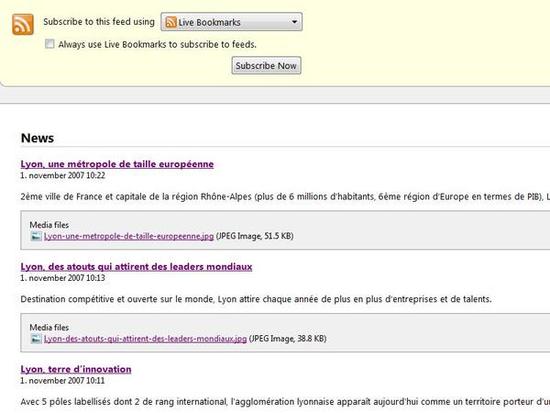 Subscribe to this feed using Live Bookmarks
Always use Live Bookmarks to subscribe to feeds.
Subscribe Now
News
Lyon, une métropole de taille européenne
1. november 2007 10:22
2ème ville de France et capitale de la région Rhône-Alpes (plus de 6 millions d'habitants, 6ème région d'Europe en termes de PIB), L
Media files
Lyon-une-metropole-de-taille-europeenne.jpg (JPEG Image, 51.5 KB)
Lyon, des atouts qui attirent des leaders mondiaux
1. november 2007 10:13
Destination compétitive et ouverte sur le monde, Lyon attire chaque année de plus en plus d'entreprises et de talents.
Media files
Lyon-des-atouts-qui-attirent-des-leaders-mondiaux.jpg (JPEG Image, 38.8 KB)
Lyon, terre d'innovation
1. november 2007 10:11
Avec 5 pôles labellisés dont 2 de rang international, l'agglomération lyonnaise apparaît aujourd'hui comme un territoire porteur